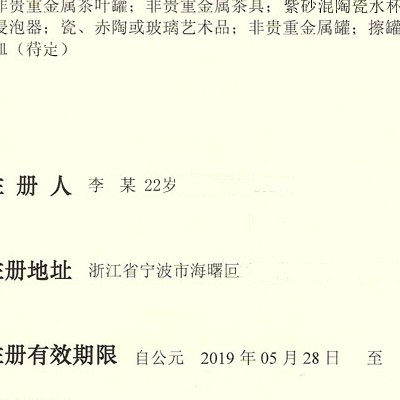 非贵重金属茶叶罐；非贵重金属茶具；紫砂混陶瓷水杯
浸泡器；瓷、赤陶或玻璃艺术品；非贵重金属罐；擦罐
皿（待定）
注 册 人 李 某 22岁
注册地址 浙江省宁波市海曙区
注册有效期限 自公元 2019 年 05 月 28 日 至